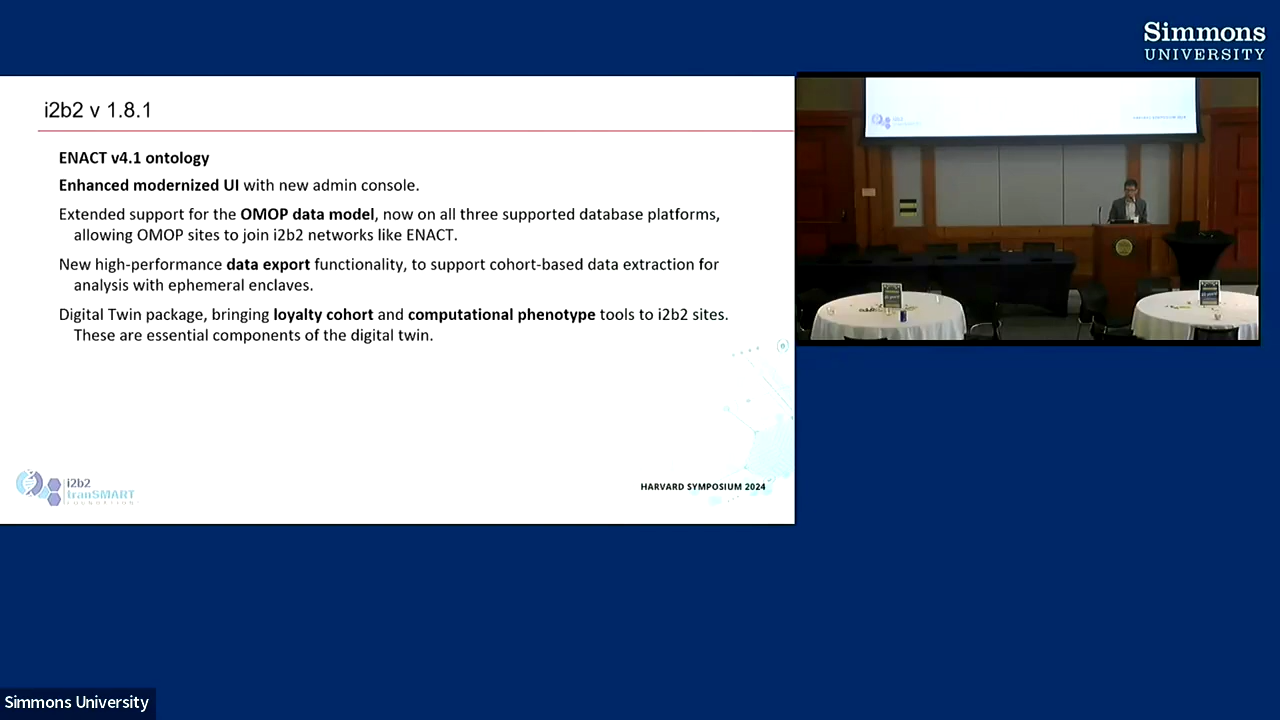 Simmons
UNIVERSITY
i2b2 v 1.8.1
ENACT v4.1 ontology
Enhanced modernized UI with new admin console.
Extended support for the OMOP data model, now on all three supported database platforms,
allowing OMOP sites to join i2b2 networks like ENACT.
New high-performance data export functionality, to support cohort-based data extraction for
analysis with ephemeral enclaves.
Digital Twin package, bringing loyalty cohort and computational phenotype tools to i2b2 sites.
These are essential components of the digital twin.
i2b2
tranSMART
FOUNDATION
HARVARD SYMPOSIUM 2024
Simmons University